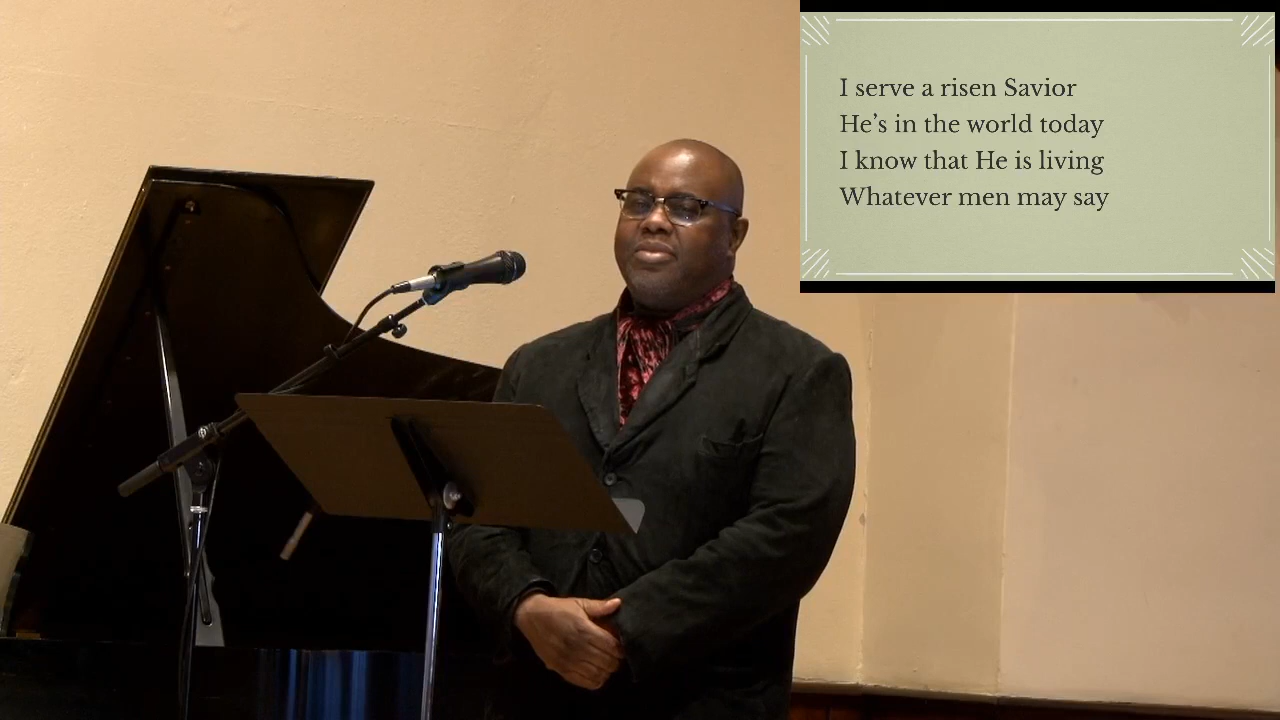 I serve a risen Savior
He’s in the world today
I know that He is living
Whatever men may say